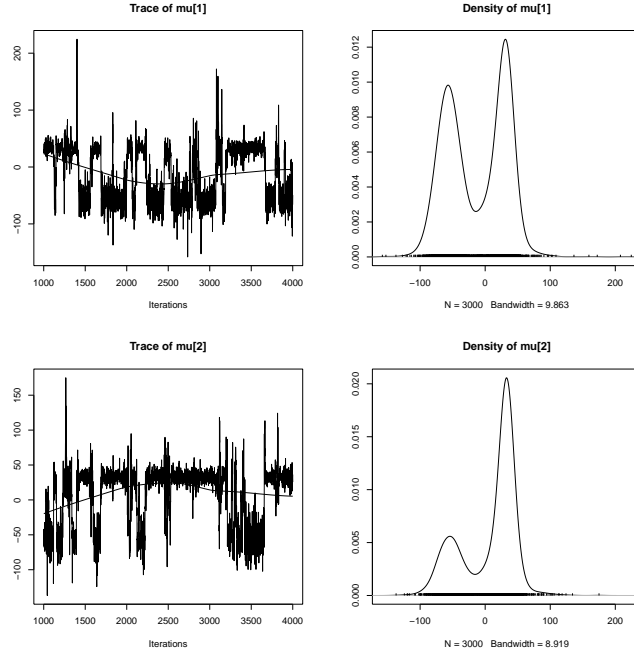 Trace of mu[1]
200
100
0
−100
1000 1500 2000 2500 3000 3500 4000
Iterations
Density of mu[1]
0.012
0.010
0.008
0.006
0.004
0.002
0.000
−100 0 100 200
N = 3000 Bandwidth = 9.863
Trace of mu[2]
150
100
50
0
−50
−100
1000 1500 2000 2500 3000 3500 4000
Iterations
Density of mu[2]
0.020
0.015
0.010
0.005
0.000
−100 0 100 200
N = 3000 Bandwidth = 8.919